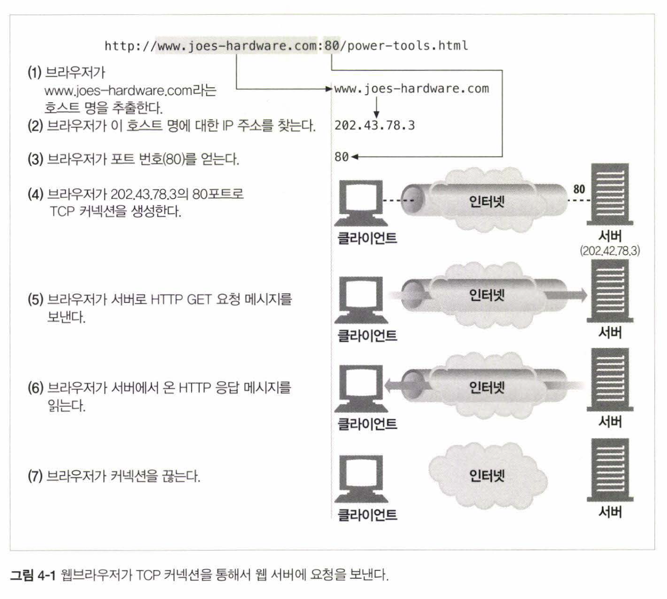 http://www.joes-hardware.com:80/power-tools.html
(1) 브라우저가
www.joes-hardware.com라는
호스트 명을 추출한다.
www.joes-hardware.com
(2) 브라우저가 이 호스트 명에 대한 IP 주소를 찾는다.
202.43.78.3
(3) 브라우저가 포트 번호(80)를 얻는다.
80
(4) 브라우저가 202.43.78.3의 80포트로
TCP 커넥션을 생성한다.
인터넷
80
클라이언트
서버
(202.42.78.3)
(5) 브라우저가 서버로 HTTP GET 요청 메시지를
보낸다.
인터넷
클라이언트
서버
(6) 브라우저가 서버에서 온 HTTP 응답 메시지를
읽는다.
인터넷
클라이언트
서버
(7) 브라우저가 커넥션을 끊는다.
인터넷
클라이언트
서버
그림 4-1 웹브라우저가 TCP 커넥션을 통해서 웹 서버에 요청을 보낸다.